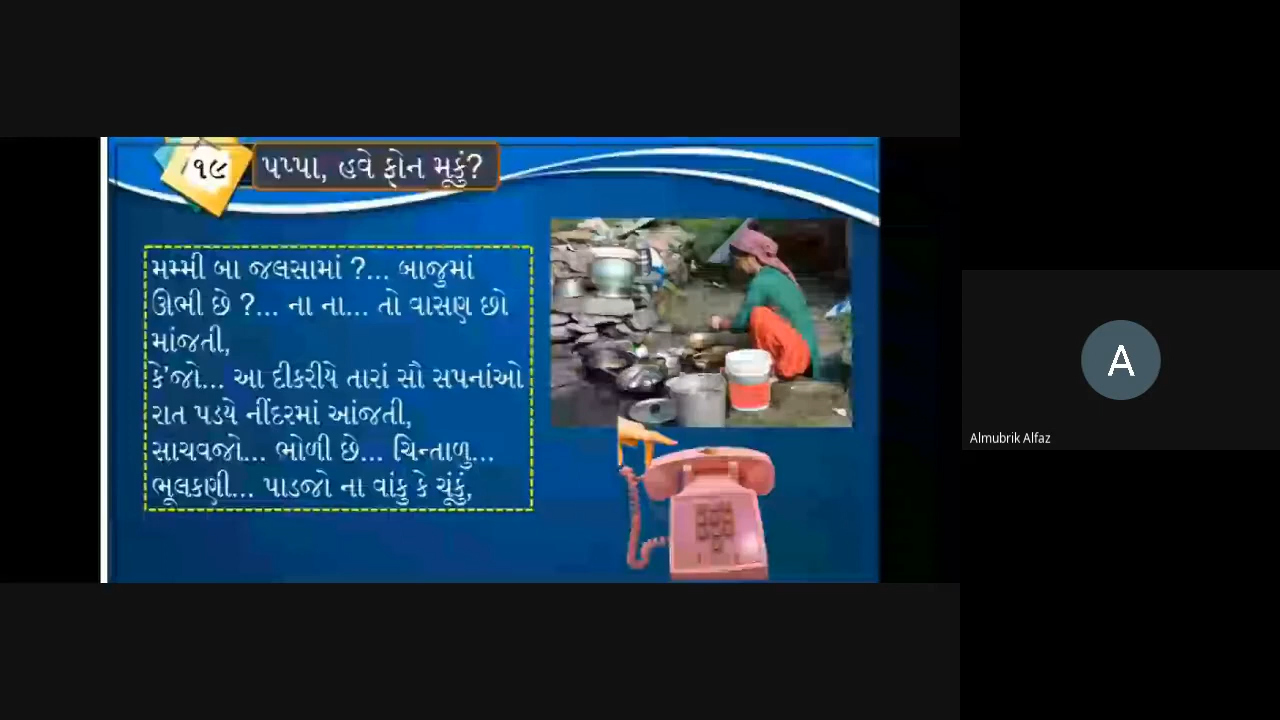 ૧૯
પપ્પા, હવે ફોન મૂકું?
મમ્મી બા જલસામાં ?... બાજુમાં
ઊભી છે ?... ના ના... તો વાસણ છો
માંજતી,
કે'જો... આ દીકરીયે તારાં સૌ સપનાંઓ
રાત પડયે નીંદરમાં આંજતી,
સાચવજો... ભોળી છે... ચિન્તાળુ...
ભૂલકણી... પાડજો ના વાંકુ કે ચૂંકું,
A
Almubrik Alfaz